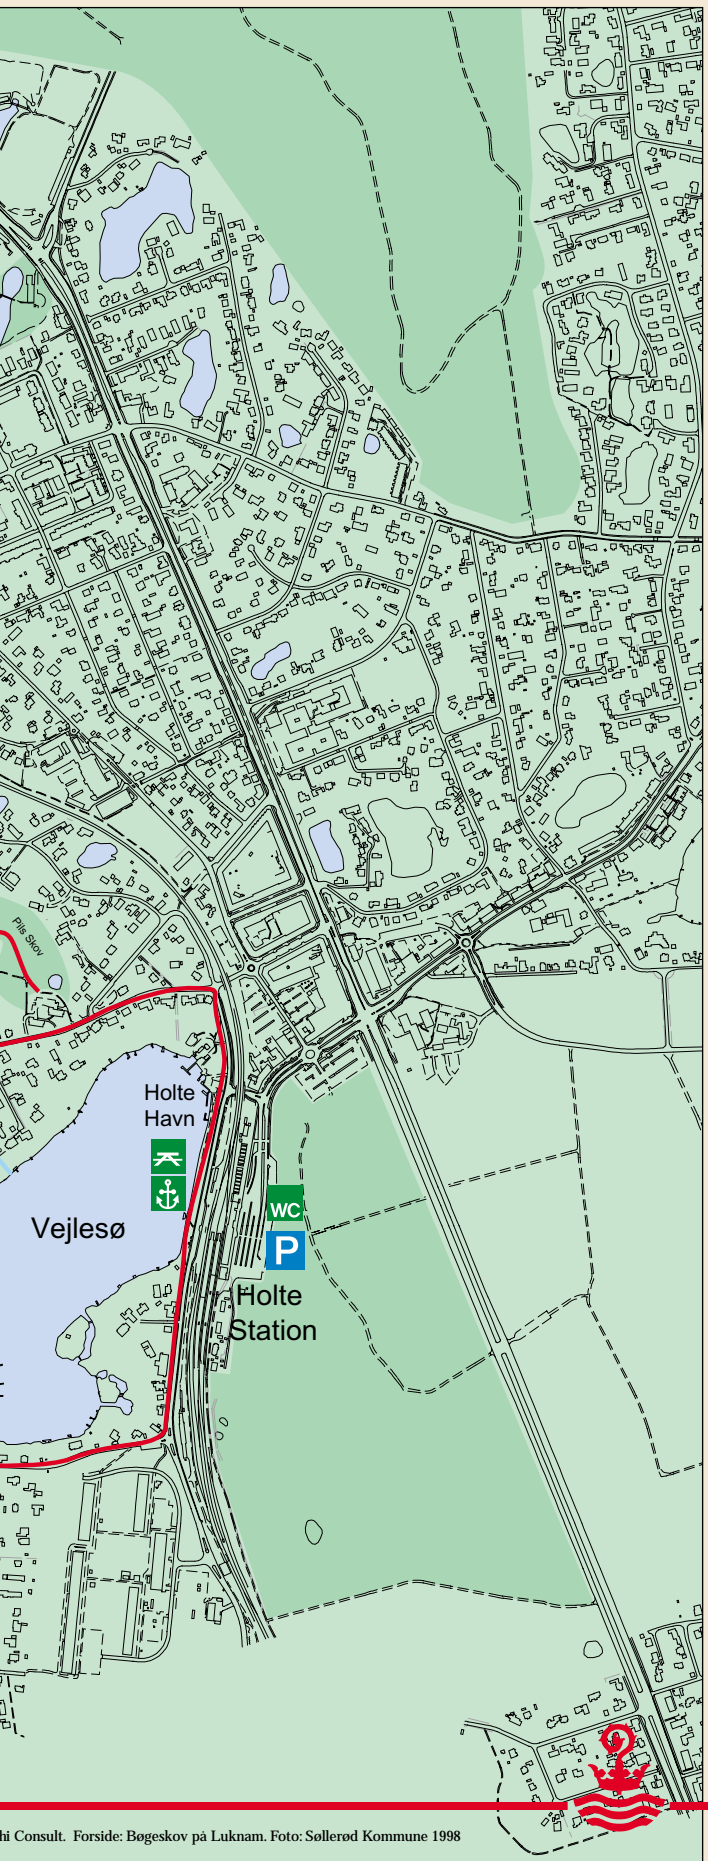 Pils Skov
Holte
Havn
WC
Vejlesø
P
Holte
Station
hi Consult. Forside: Bøgeskov på Luknam. Foto: Søllerød Kommune 1998